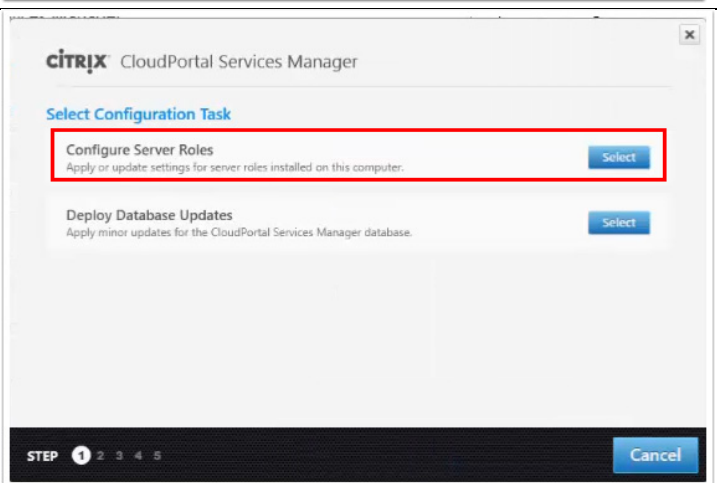 CİTRIX CloudPortal Services Manager
Select Configuration Task
Configure Server Roles
Apply or update settings for server roles installed on this computer.
Select
Deploy Database Updates
Apply minor updates for the CloudPortal Services Manager database.
Select
STEP 1 2 3 4 5
Cancel